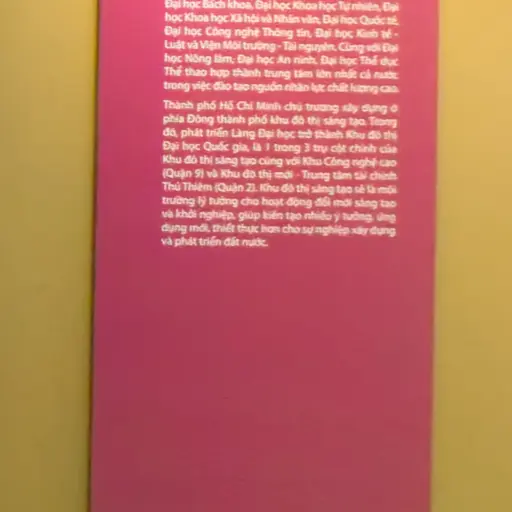 Đại học Bách khoa, Đại học Khoa học Tự nhiên, Đại
học Khoa học Xã hội và Nhân văn, Đại học Quốc tế,
Đại học Công nghệ Thông tin, Đại học Kinh tế -
Luật và Viện Môi trường - Tài nguyên. Cùng với Đại
học Nông lâm, Đại học An ninh, Đại học Thể dục
Thể thao hợp thành trung tâm lớn nhất cả nước
trong việc đào tạo nguồn nhân lực chất lượng cao.
Thành phố Hồ Chí Minh chủ trương xây dựng ở
phía Đông thành phố khu đô thị sáng tạo. Trong
đó, phát triển Làng Đại học trở thành Khu đô thị
Đại học Quốc gia, là 1 trong 3 trụ cột chính của
Khu đô thị sáng tạo cùng với Khu Công nghệ cao
(Quận 9) và Khu đô thị mới - Trung tâm tài chính
Thủ Thiêm (Quận 2). Khu đô thị sáng tạo sẽ là môi
trường lý tưởng cho hoạt động đổi mới sáng tạo
và khởi nghiệp, giúp kiến tạo nhiều ý tưởng, ứng
dụng mới, thiết thực hơn cho sự nghiệp xây dựng
và phát triển đất nước.